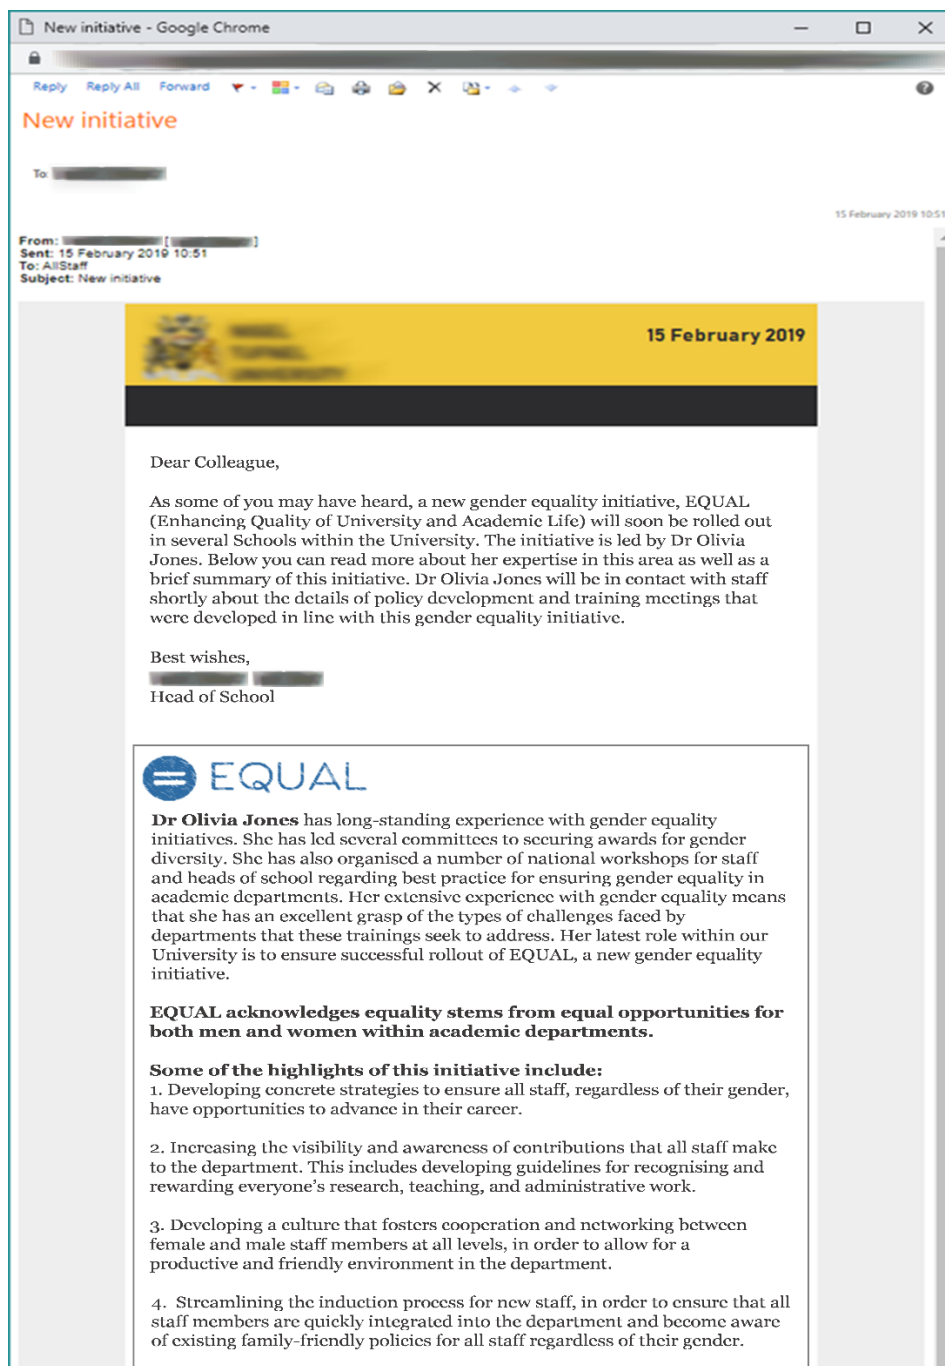 New initiative - Google Chrome
Reply Reply All Forward
New initiative
To:
15 February 2019 10:51
From: [ ]
Sent: 15 February 2019 10:51
To: AllStaff
Subject: New initiative
15 February 2019
Dear Colleague,
As some of you may have heard, a new gender equality initiative, EQUAL
(Enhancing Quality of University and Academic Life) will soon be rolled out
in several Schools within the University. The initiative is led by Dr Olivia
Jones. Below you can read more about her expertise in this area as well as a
brief summary of this initiative. Dr Olivia Jones will be in contact with staff
shortly about the details of policy development and training meetings that
were developed in line with this gender equality initiative.
Best wishes,
Head of School
EQUAL
Dr Olivia Jones has long-standing experience with gender equality
initiatives. She has led several committees to securing awards for gender
diversity. She has also organised a number of national workshops for staff
and heads of school regarding best practice for ensuring gender equality in
academic departments. Her extensive experience with gender equality means
that she has an excellent grasp of the types of challenges faced by
departments that these trainings seek to address. Her latest role within our
University is to ensure successful rollout of EQUAL, a new gender equality
initiative.
EQUAL acknowledges equality stems from equal opportunities for
both men and women within academic departments.
Some of the highlights of this initiative include:
1. Developing concrete strategies to ensure all staff, regardless of their gender,
have opportunities to advance in their career.
2. Increasing the visibility and awareness of contributions that all staff make
to the department. This includes developing guidelines for recognising and
rewarding everyone's research, teaching, and administrative work.
3. Developing a culture that fosters cooperation and networking between
female and male staff members at all levels, in order to allow for a
productive and friendly environment in the department.
4. Streamlining the induction process for new staff, in order to ensure that all
staff members are quickly integrated into the department and become aware
of existing family-friendly policies for all staff regardless of their gender.